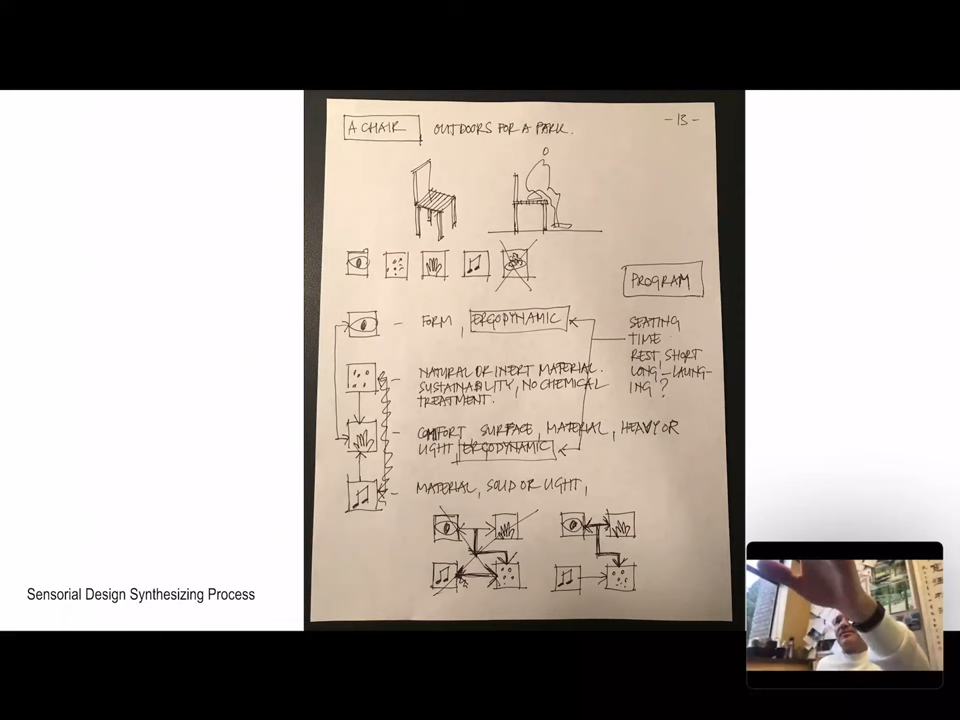 A CHAIR OUTDOORS FOR A PARK.
-13-
PROGRAM
FORM, ERGODYNAMIC
SEATING
TIME
REST, SHORT
LONG, -LAUNG-
ING?
NATURAL OR INERT MATERIAL.
SUSTAINABILITY, NO CHEMICAL
TREATMENT.
COMFORT, SURFACE, MATERIAL, HEAVY OR
LIGHT, ERGODYNAMIC
MATERIAL, SOLID OR LIGHT,
Sensorial Design Synthesizing Process